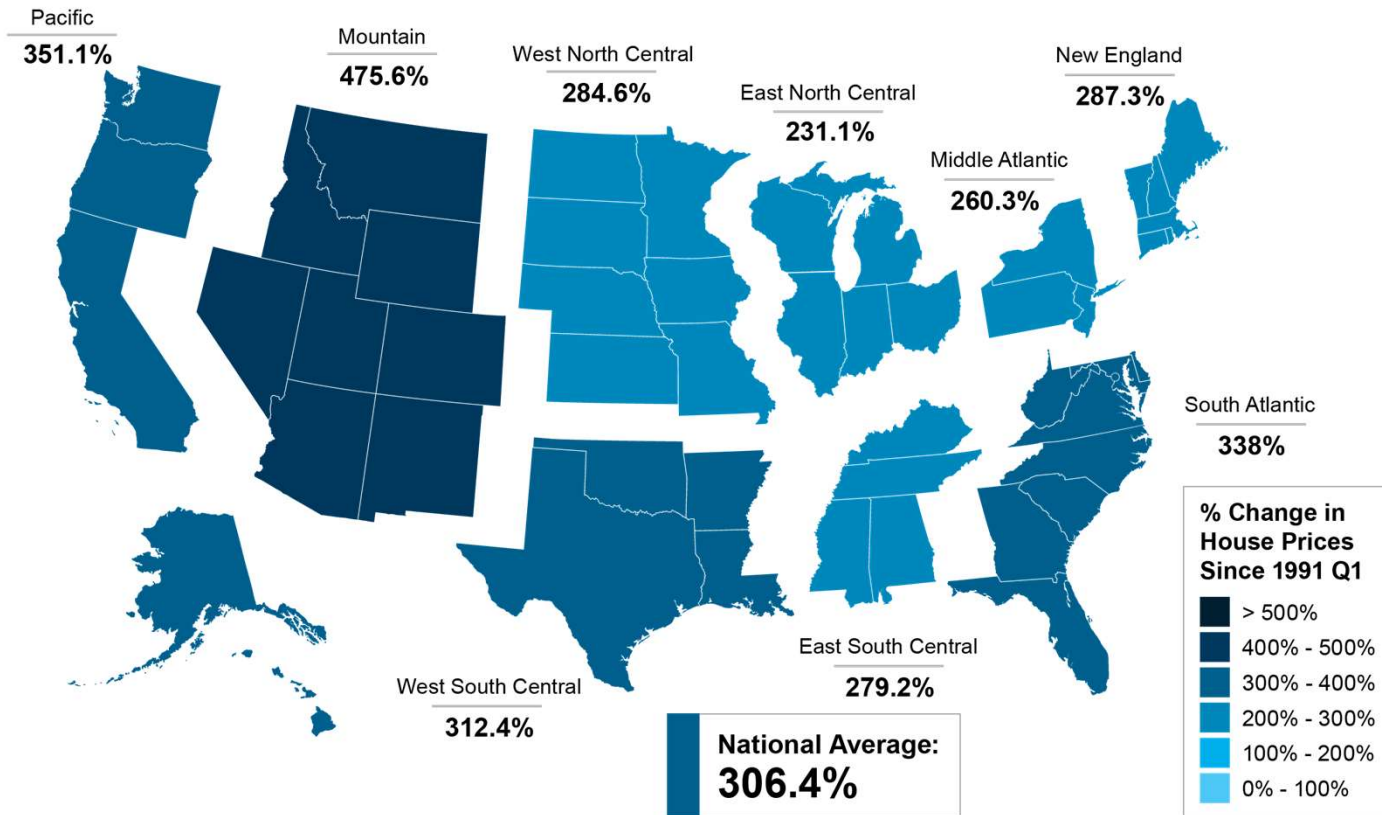 Pacific
351.1%
Mountain
475.6%
West North Central
284.6%
East North Central
231.1%
New England
287.3%
Middle Atlantic
260.3%
South Atlantic
338%
West South Central
312.4%
East South Central
279.2%
National Average:
306.4%
% Change in
House Prices
Since 1991 Q1
> 500%
400% - 500%
300% - 400%
200% - 300%
100% - 200%
0% - 100%